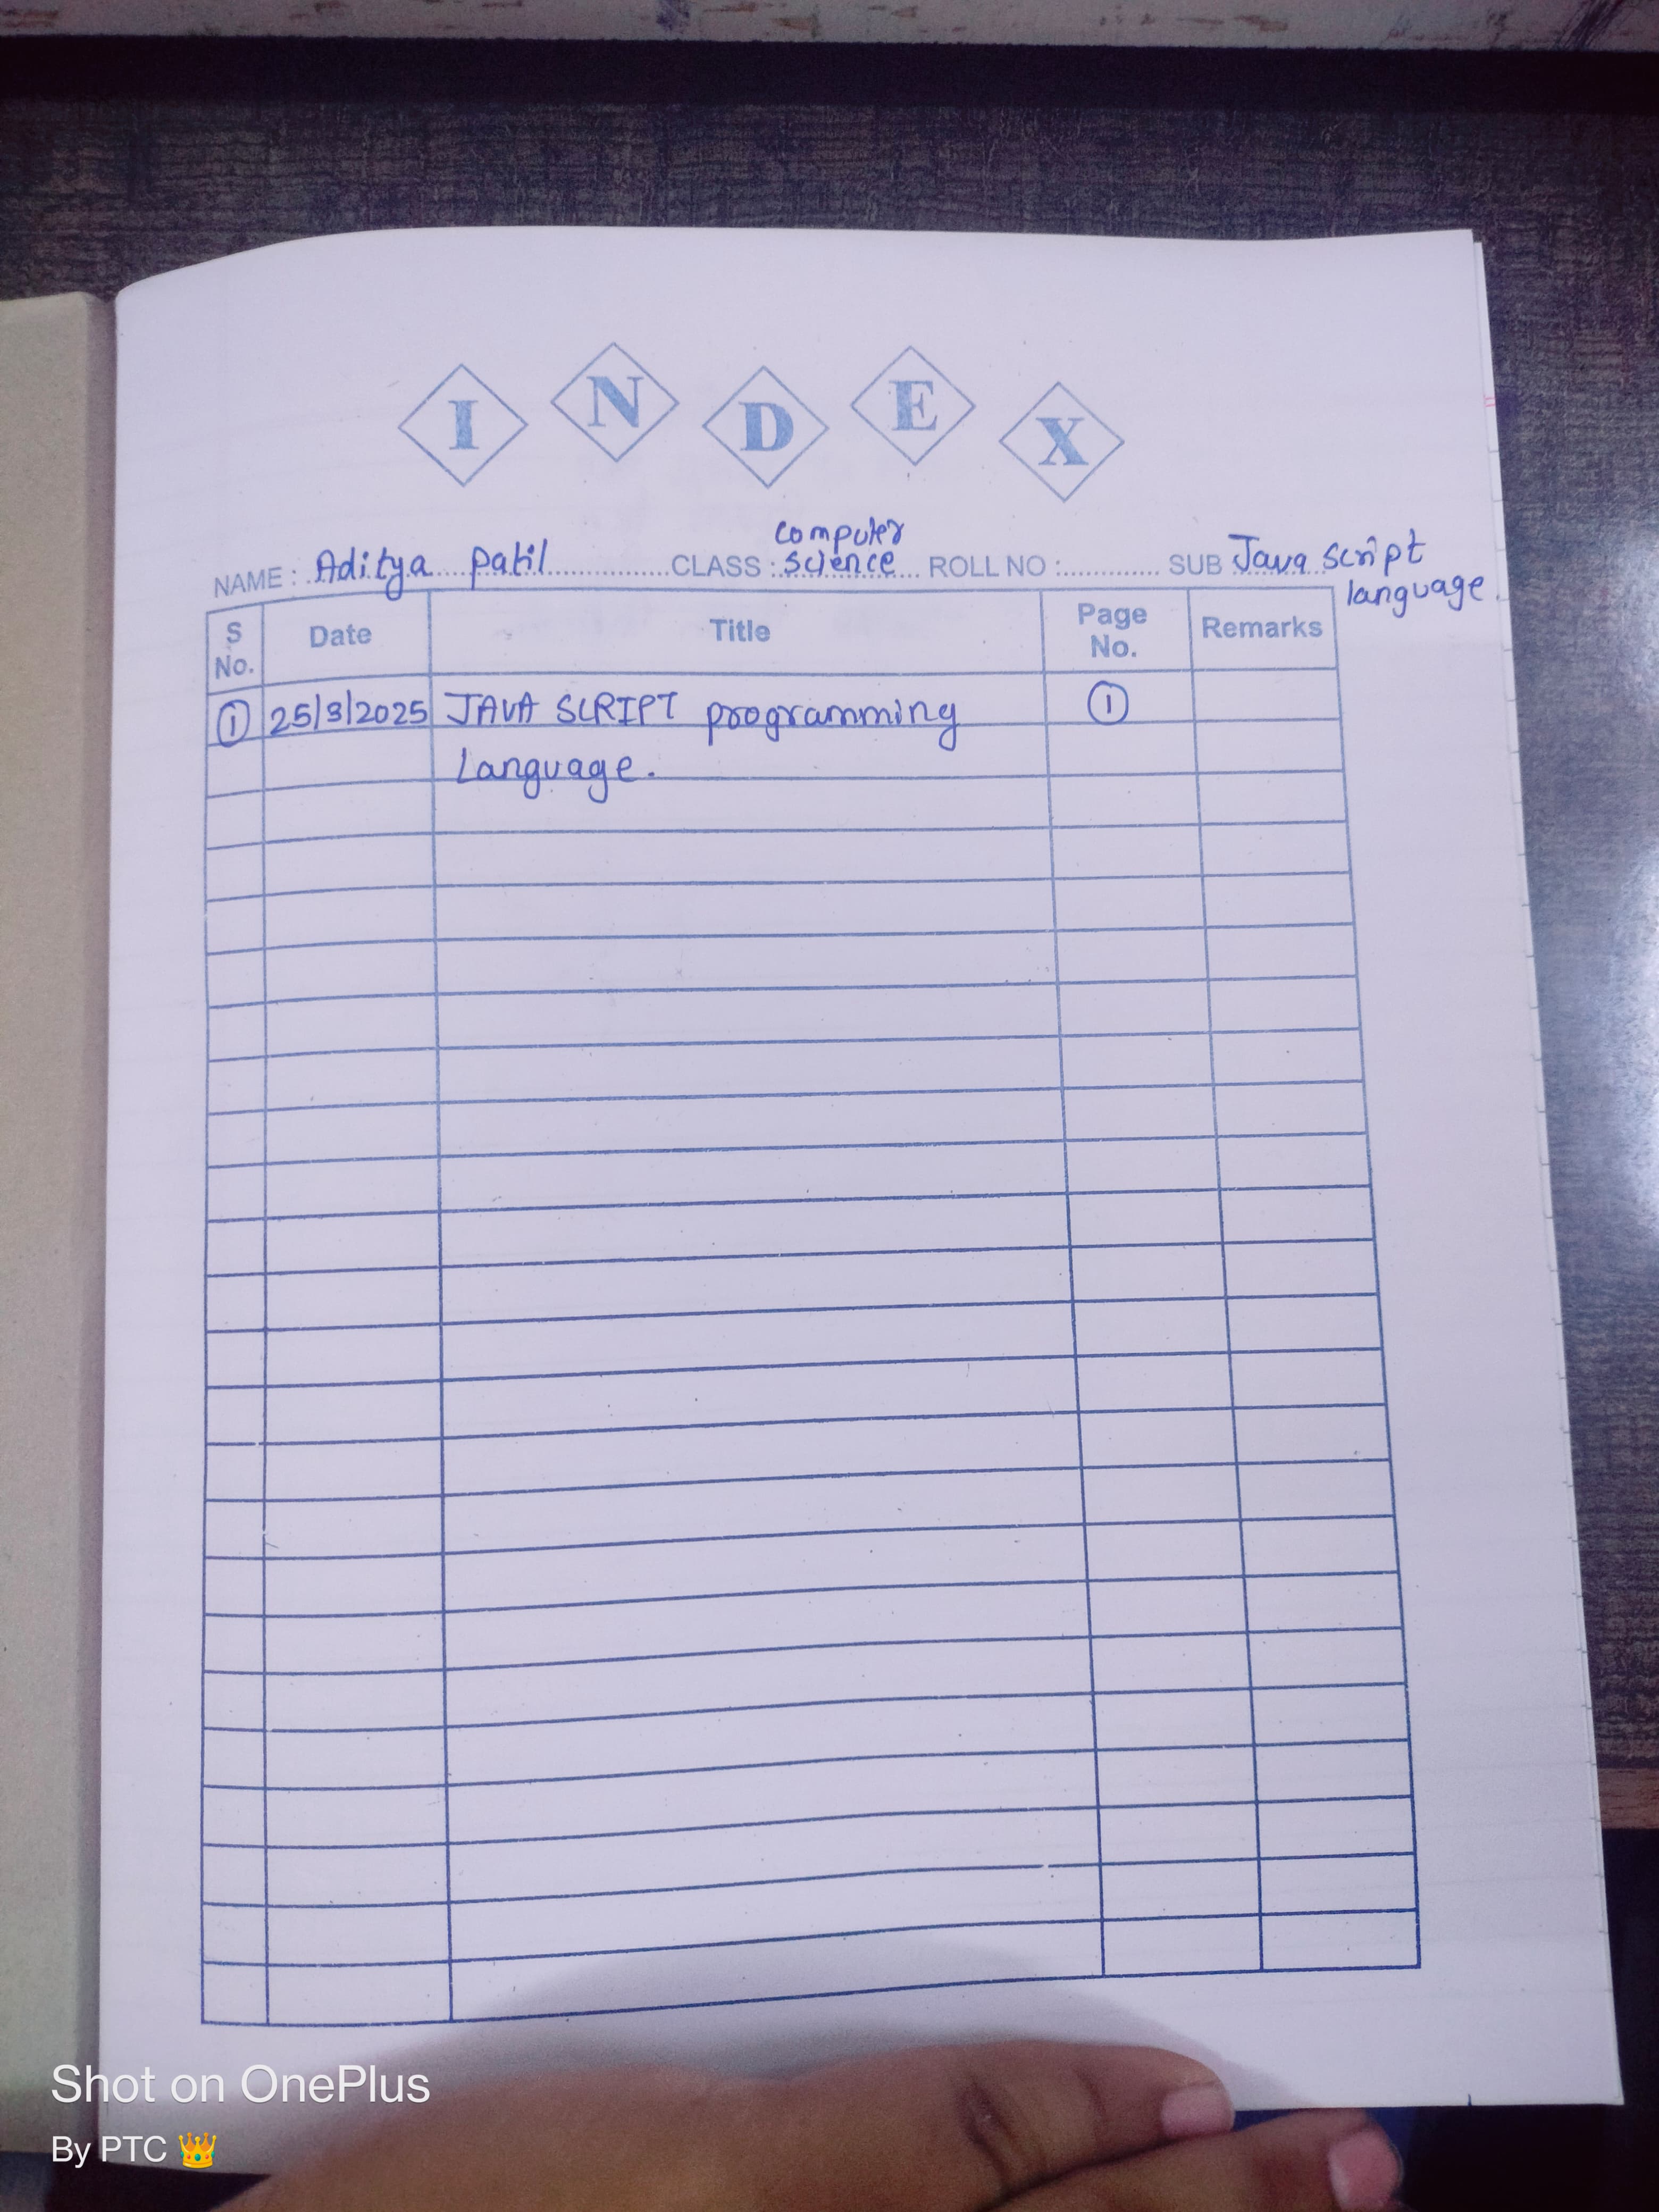 I N D E X
NAME : Aditya Patil CLASS : Computer Science ROLL NO : SUB Java Script language.
S No. Date Title Page No. Remarks
① 25/3/2025 JAVA SCRIPT programming ①
Language.
Shot on OnePlus
By PTC 👑